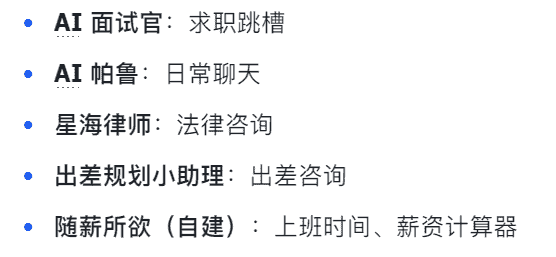 AI 面试官：求职跳槽
AI 帕鲁：日常聊天
星海律师：法律咨询
出差规划小助理：出差咨询
随薪所欲（自建）：上班时间、薪资计算器